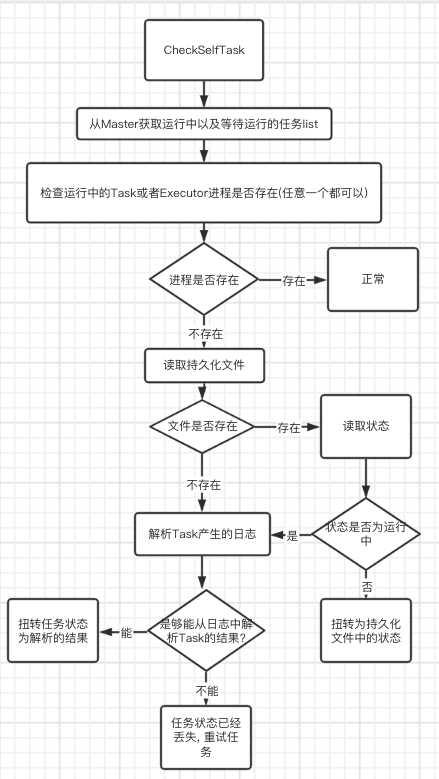 CheckSelfTask
从Master获取运行中以及等待运行的任务list
检查运行中的Task或者Executor进程是否存在(任意一个都可以)
进程是否存在
存在
正常
不存在
读取持久化文件
文件是否存在
存在
读取状态
不存在
解析Task产生的日志
是
状态是否为运行
中
否
扭转任务状态
为解析的结果
能
是够能从日志中解
析Task的结果?
扭转为持久化
文件中的状态
不能
任务状态已经
丢失, 重试任
务